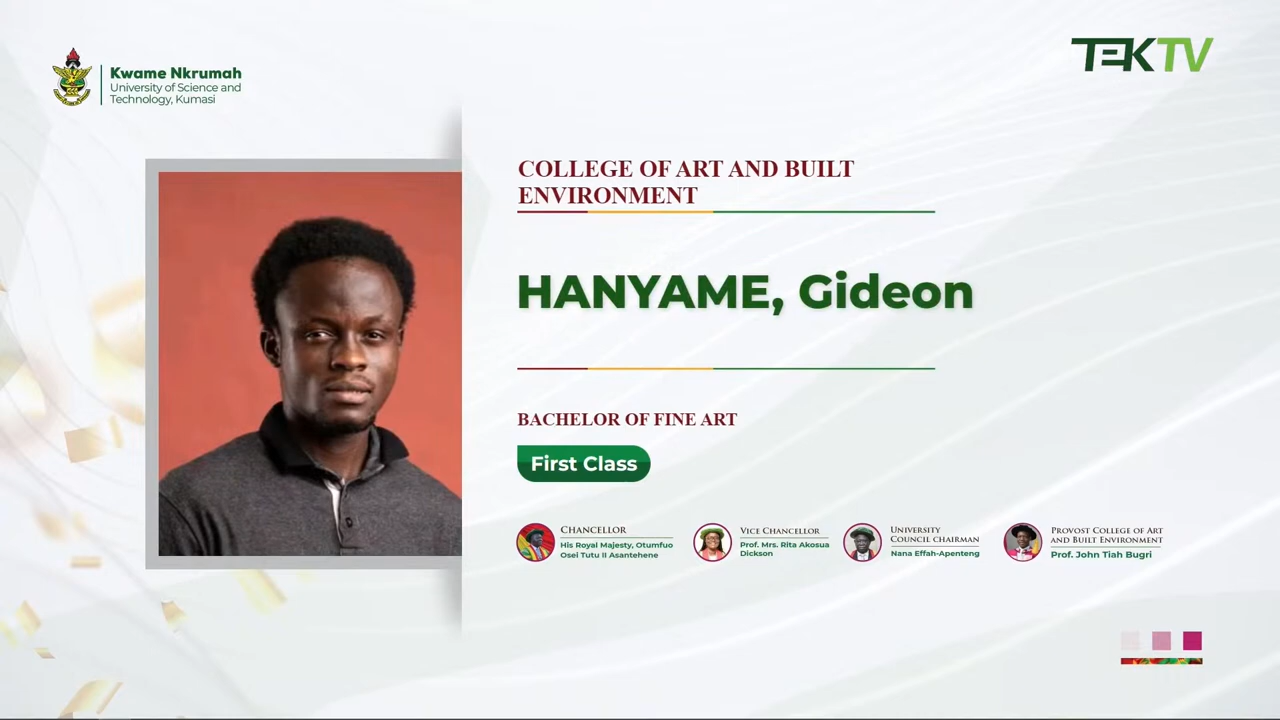 Kwame Nkrumah
University of Science and
Technology, Kumasi
TEKTV
COLLEGE OF ART AND BUILT
ENVIRONMENT
HANYAME, Gideon
BACHELOR OF FINE ART
First Class
CHANCELLOR
His Royal Majesty, Otumfuo
Osei Tutu II Asantehene
VICE CHANCELLOR
Prof. Mrs. Rita Akosua
Dickson
UNIVERSITY
COUNCIL CHAIRMAN
Nana Effah-Apenteng
PROVOST COLLEGE OF ART
AND BUILT ENVIRONMENT
Prof. John Tiah Bugri